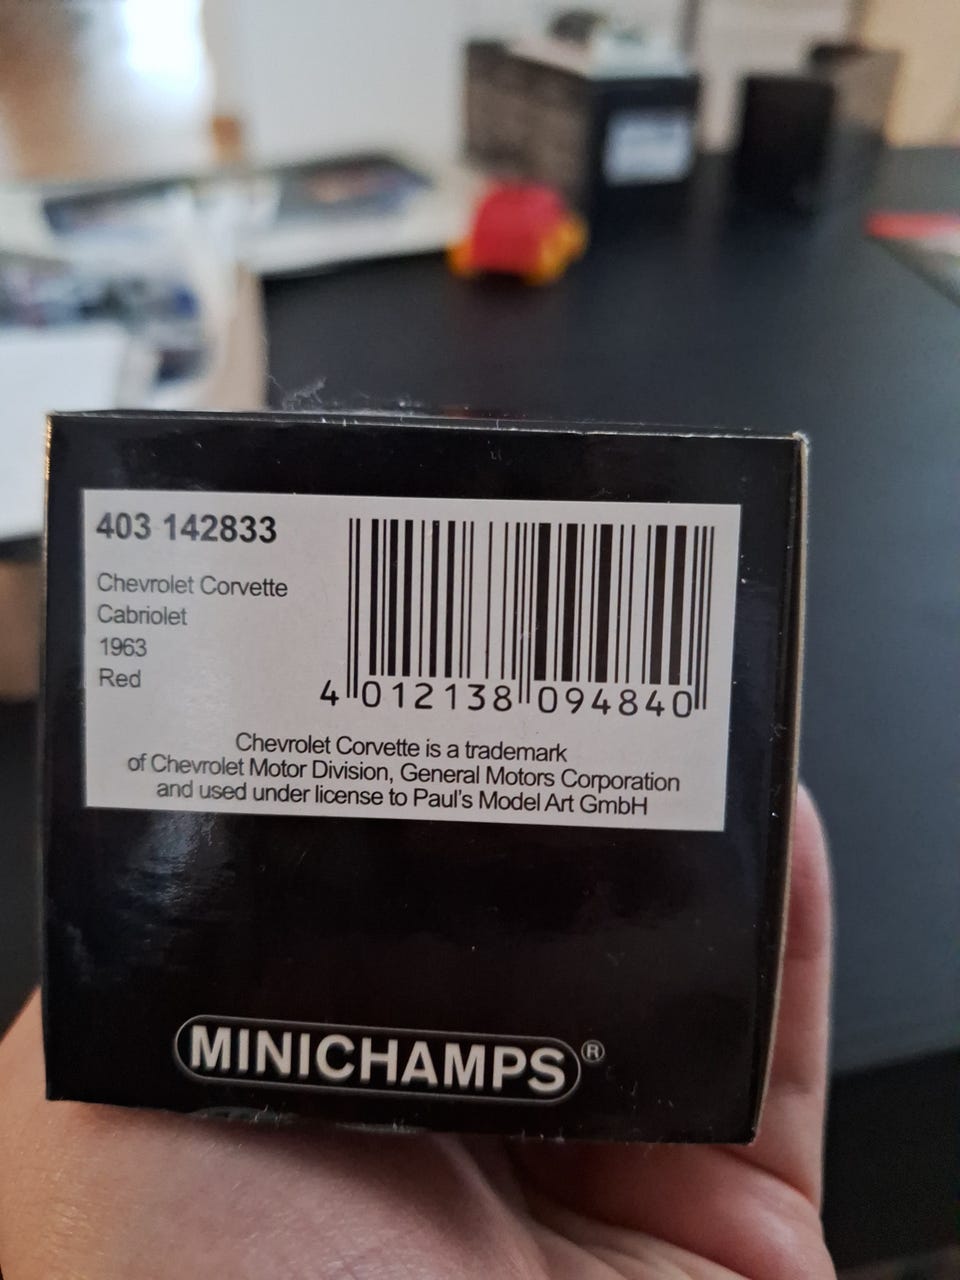 403 142833
Chevrolet Corvette
Cabriolet
1963
Red
4 012138 094840
Chevrolet Corvette is a trademark
of Chevrolet Motor Division, General Motors Corporation
and used under license to Paul's Model Art GmbH
MINICHAMPS®